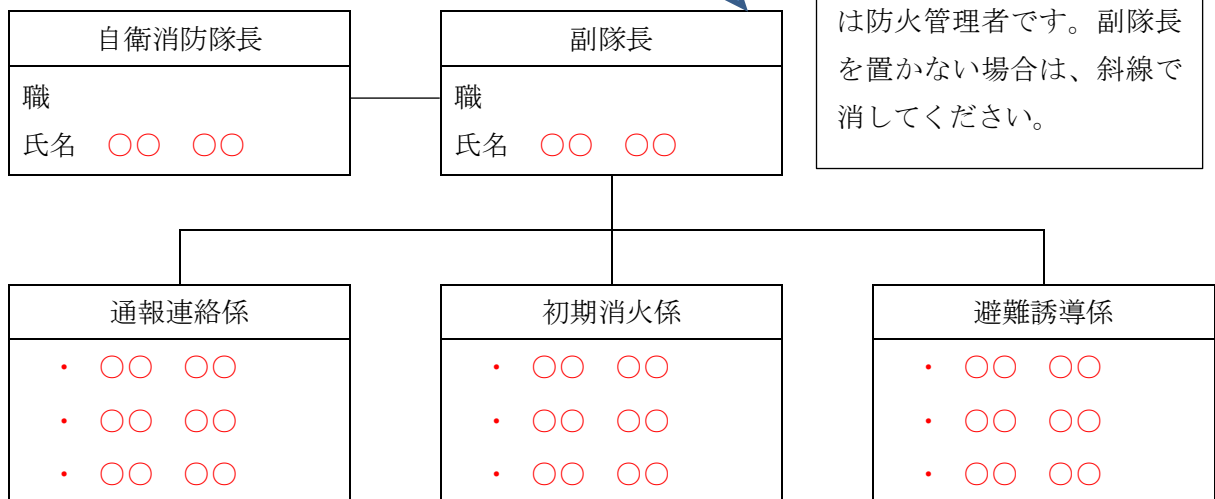 自衛消防隊長
職
氏名 ○○ ○○
副隊長
職
氏名 ○○ ○○
は防火管理者です。副隊長
を置かない場合は、斜線で
消してください。
通報連絡係
・ ○○ ○○
・ ○○ ○○
・ ○○ ○○
初期消火係
・ ○○ ○○
・ ○○ ○○
・ ○○ ○○
避難誘導係
・ ○○ ○○
・ ○○ ○○
・ ○○ ○○